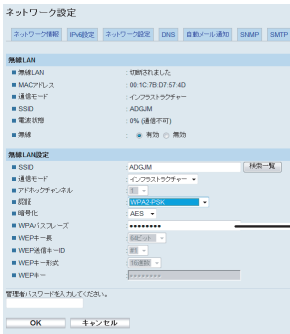 ネットワーク設定
ネットワーク情報 IPv6設定 ネットワーク設定 DNS 自動メール通知 SNMP SMTP
無線LAN
■ 無線LAN : 切断されました
■ MACアドレス : 00:1C:7B:D7:57:4D
■ 通信モード : インフラストラクチャー
■ SSID : ADGJM
■ 電波状態 : 0% (通信不可)
■ 無線 : 有効 無効
無線LAN設定
■ SSID : ADGJM 検索一覧
■ 通信モード : インフラストラクチャー
■ アドホックチャンネル : 1
■ 認証 : WPA2-PSK
■ 暗号化 : AES
■ WPAパスフレーズ : ••••••••
■ WEPキー長 : 64ビット
■ WEP送信キーID : #1
■ WEPキー形式 : 16進数
■ WEPキー :
管理者パスワードを入力してください。
OK キャンセル